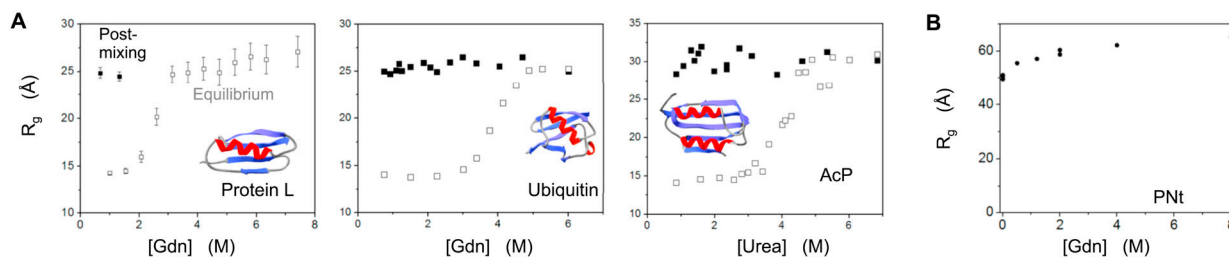 A
B
Post-
mixing
Equilibrium
Protein L
Rg (Å)
30
25
20
15
10
0 2 4 6 8
[Gdn] (M)
Ubiquitin
30
25
20
15
10
0 2 4 6
[Gdn] (M)
AcP
35
30
25
20
15
10
0 2 4 6
[Urea] (M)
PNt
Rg (Å)
60
40
20
0
0 4 8
[Gdn] (M)